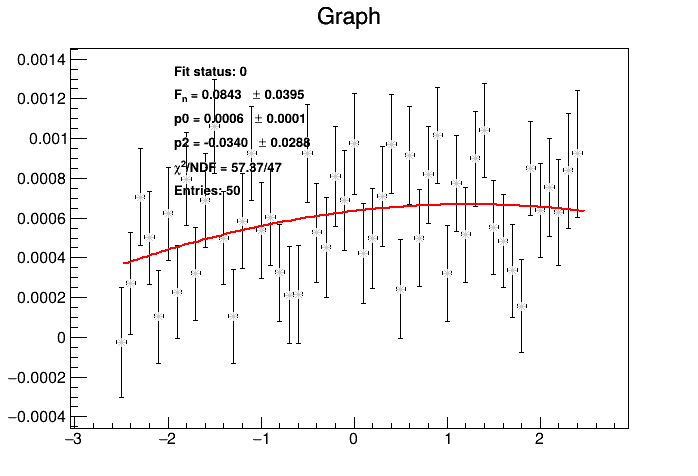 Graph
0.0014
0.0012
0.001
0.0008
0.0006
0.0004
0.0002
0
−0.0002
−0.0004
Fit status: 0
Fn = 0.0843 ± 0.0395
p0 = 0.0006 ± 0.0001
p2 = -0.0340 ± 0.0288
χ²/NDF = 57.37/47
Entries: 50
−3 −2 −1 0 1 2